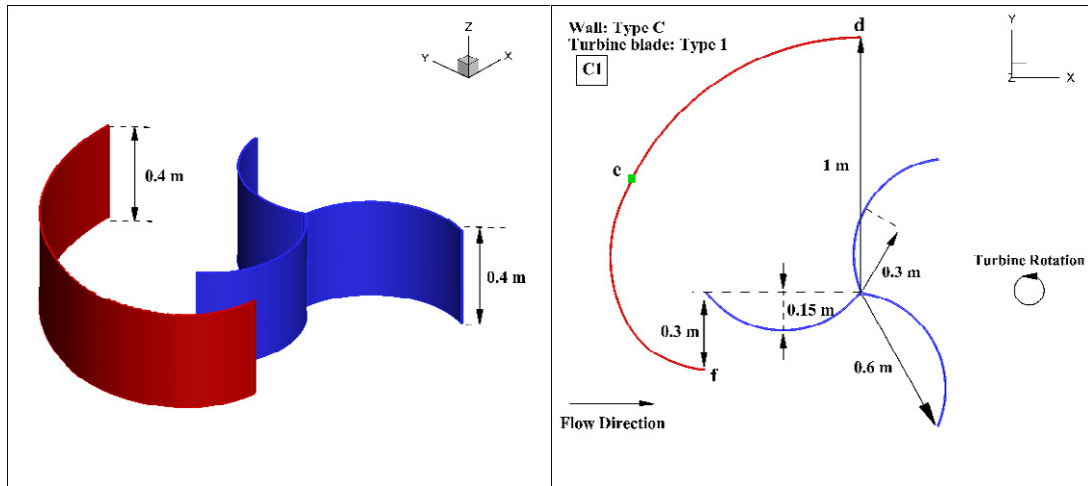 Z
Y
X
0.4 m
0.4 m
Wall: Type C
Turbine blade: Type 1
C1
d
Y
Z
X
e
1 m
0.3 m
Turbine Rotation
0.15 m
0.3 m
f
0.6 m
Flow Direction